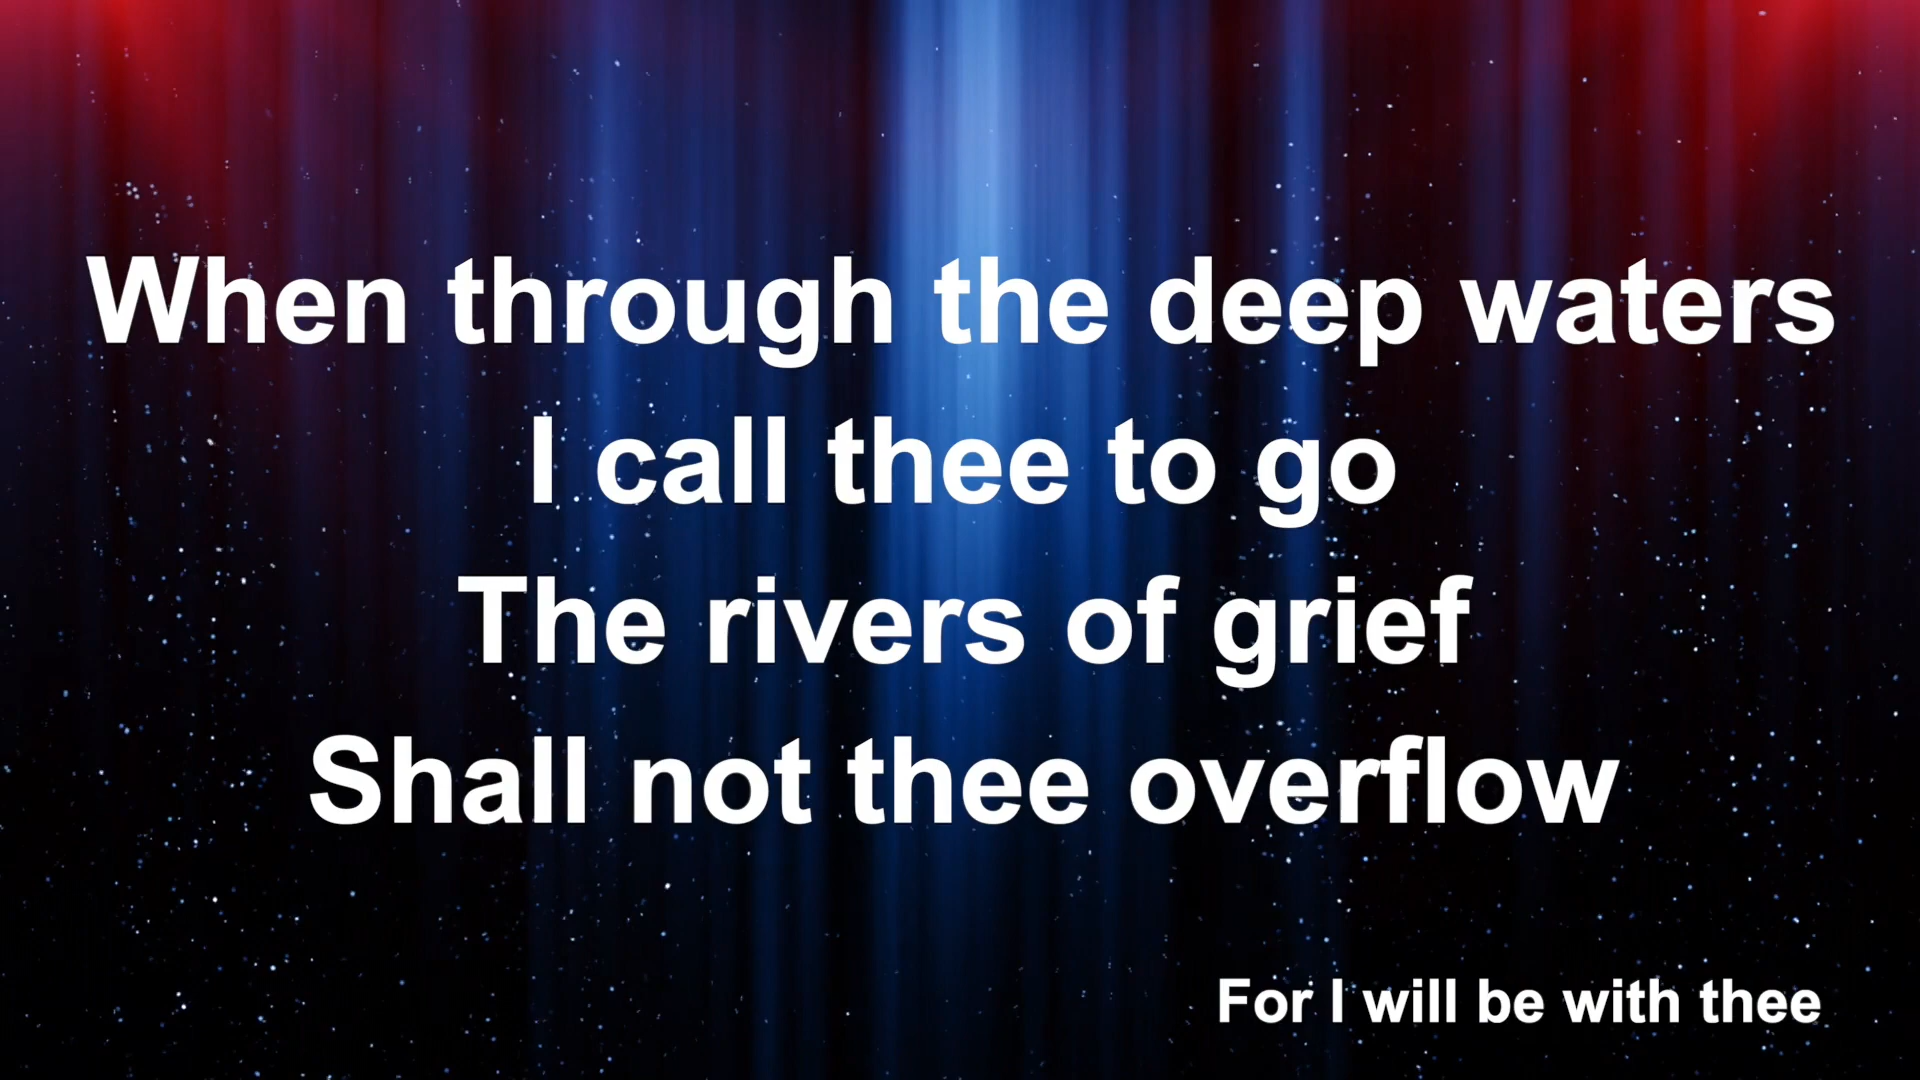 When through the deep waters
I call thee to go
The rivers of grief
Shall not thee overflow
For I will be with thee